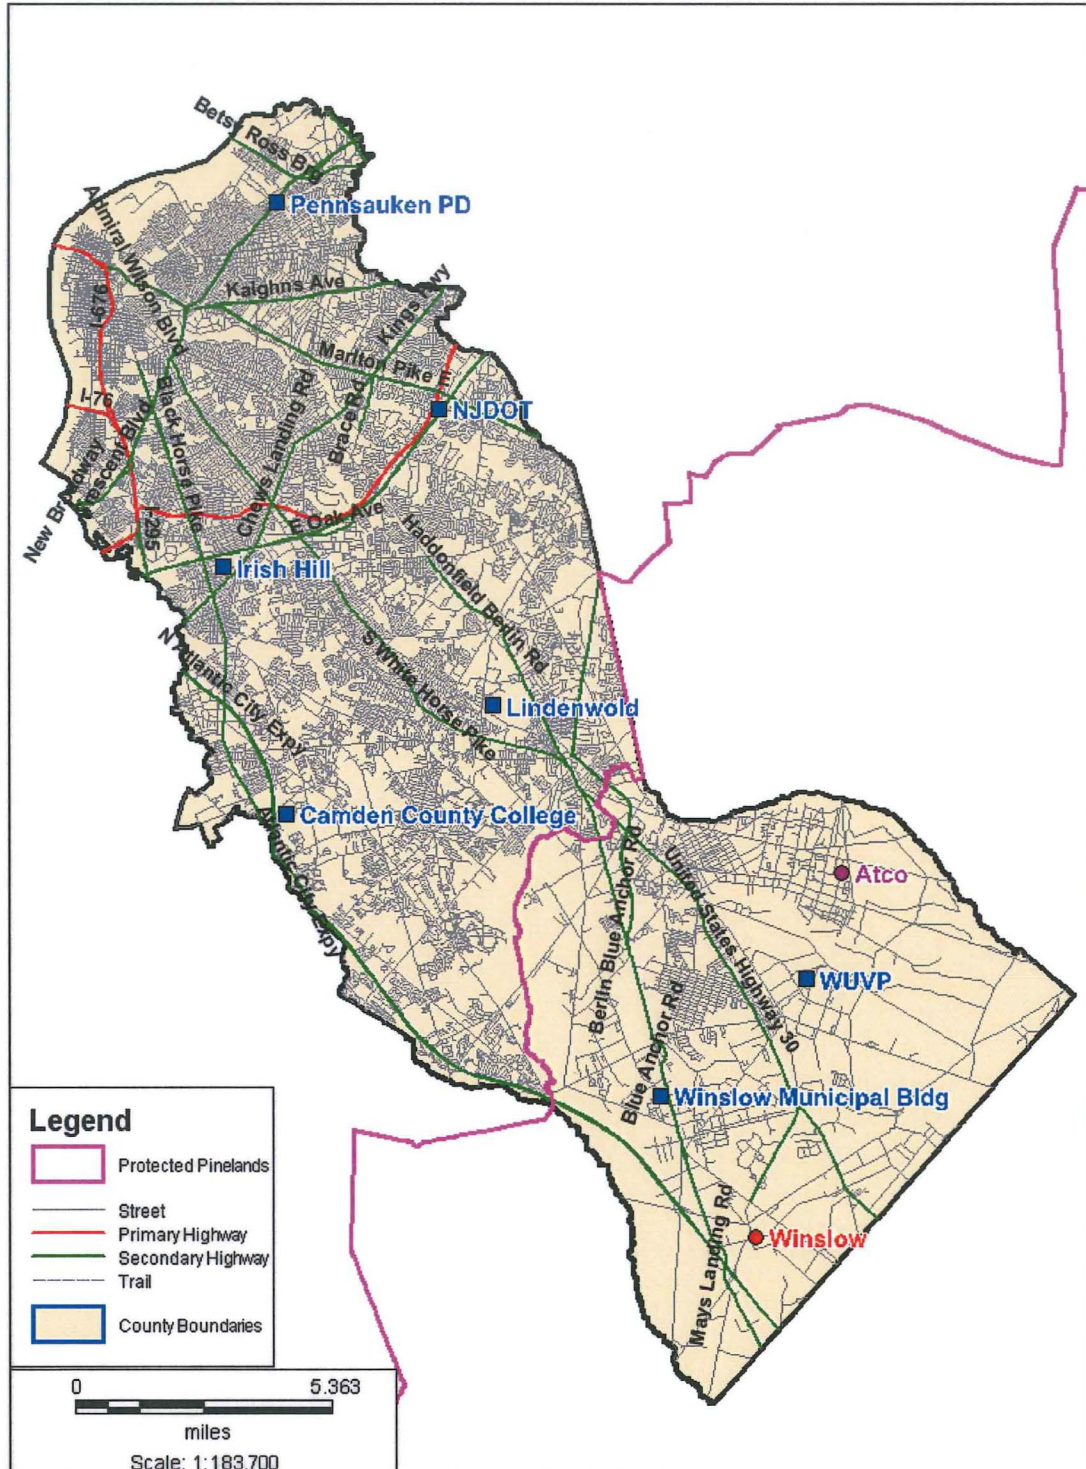 Betsy Ross Brg
Pennsauken PD
Admiral Wilson Blvd
I-676
Kaighns Ave
Kings Hwy
Marlton Pike E
I-76
Black Horse Pike
Chews Landing Rd
Brace Rd
NJDOT
New Broadway
Crescent Blvd
I-295
E Oak Ave
Irish Hill
Haddonfield Berlin Rd
N Atlantic City Expy
S White Horse Pike
Lindenwold
Camden County College
Atlantic City Expy
Berlin Blue Anchor Rd
United States Highway 30
Atco
WUVP
Blue Anchor Rd
Winslow Municipal Bldg
Mays Landing Rd
Winslow
Legend
Protected Pinelands
Street
Primary Highway
Secondary Highway
Trail
County Boundaries
0 5.363
miles
Scale: 1:183,700